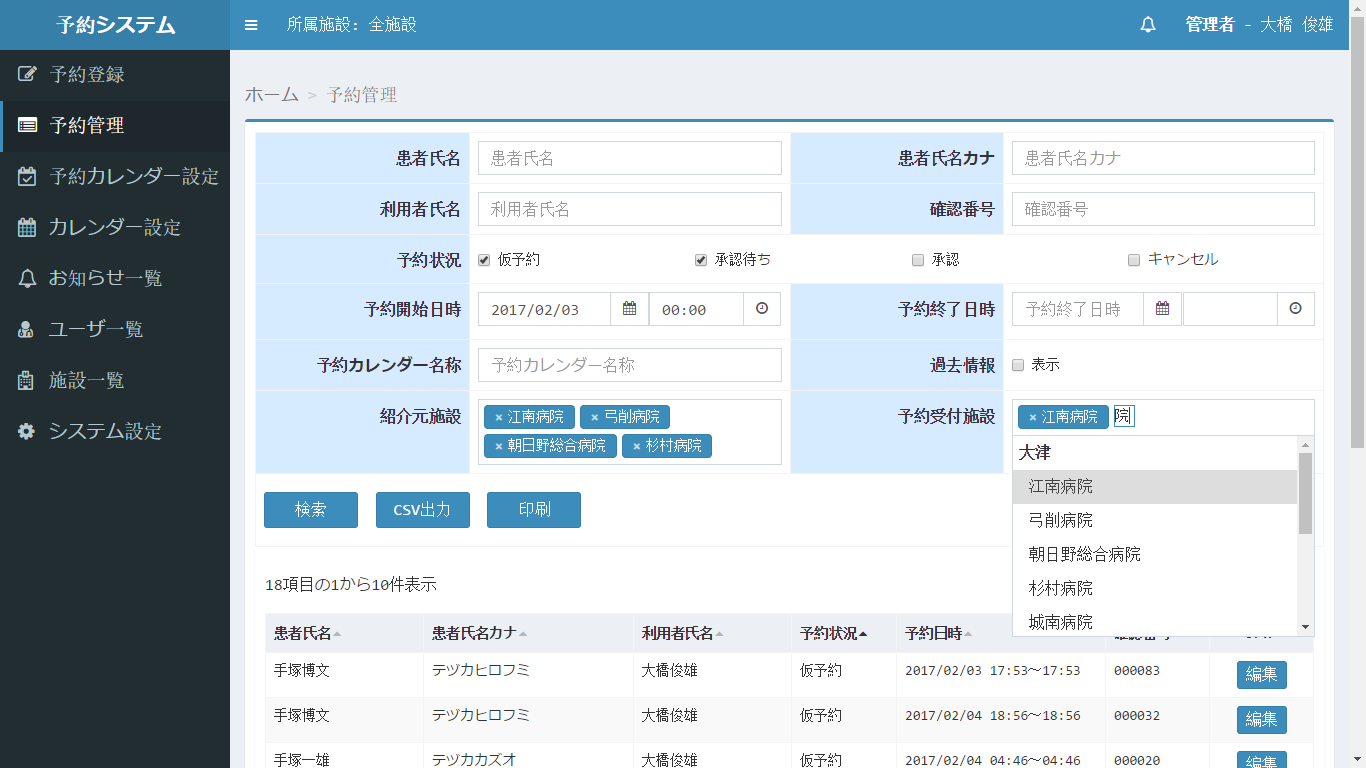 予約システム
所属施設: 全施設
管理者 - 大橋 俊雄
予約登録
予約管理
予約カレンダー設定
カレンダー設定
お知らせ一覧
ユーザ一覧
施設一覧
システム設定
ホーム > 予約管理
患者氏名 患者氏名 患者氏名カナ 患者氏名カナ
利用者氏名 利用者氏名 確認番号 確認番号
予約状況 仮予約 承認待ち 承認 キャンセル
予約開始日時 2017/02/03 00:00 予約終了日時 予約終了日時
予約カレンダー名称 予約カレンダー名称 過去情報 表示
紹介元施設 × 江南病院 × 弓削病院 予約受付施設 × 江南病院 院
× 朝日野総合病院 × 杉村病院
大津
江南病院
弓削病院
朝日野総合病院
杉村病院
城南病院
検索 CSV出力 印刷
18項目の1から10件表示
患者氏名 患者氏名カナ 利用者氏名 予約状況 予約日時
手塚博文 テヅカヒロフミ 大橋俊雄 仮予約 2017/02/03 17:53～17:53 000083 編集
手塚博文 テヅカヒロフミ 大橋俊雄 仮予約 2017/02/04 18:56～18:56 000032 編集
手塚一雄 テヅカカズオ 大橋俊雄 仮予約 2017/02/04 04:46～04:46 000020 編集